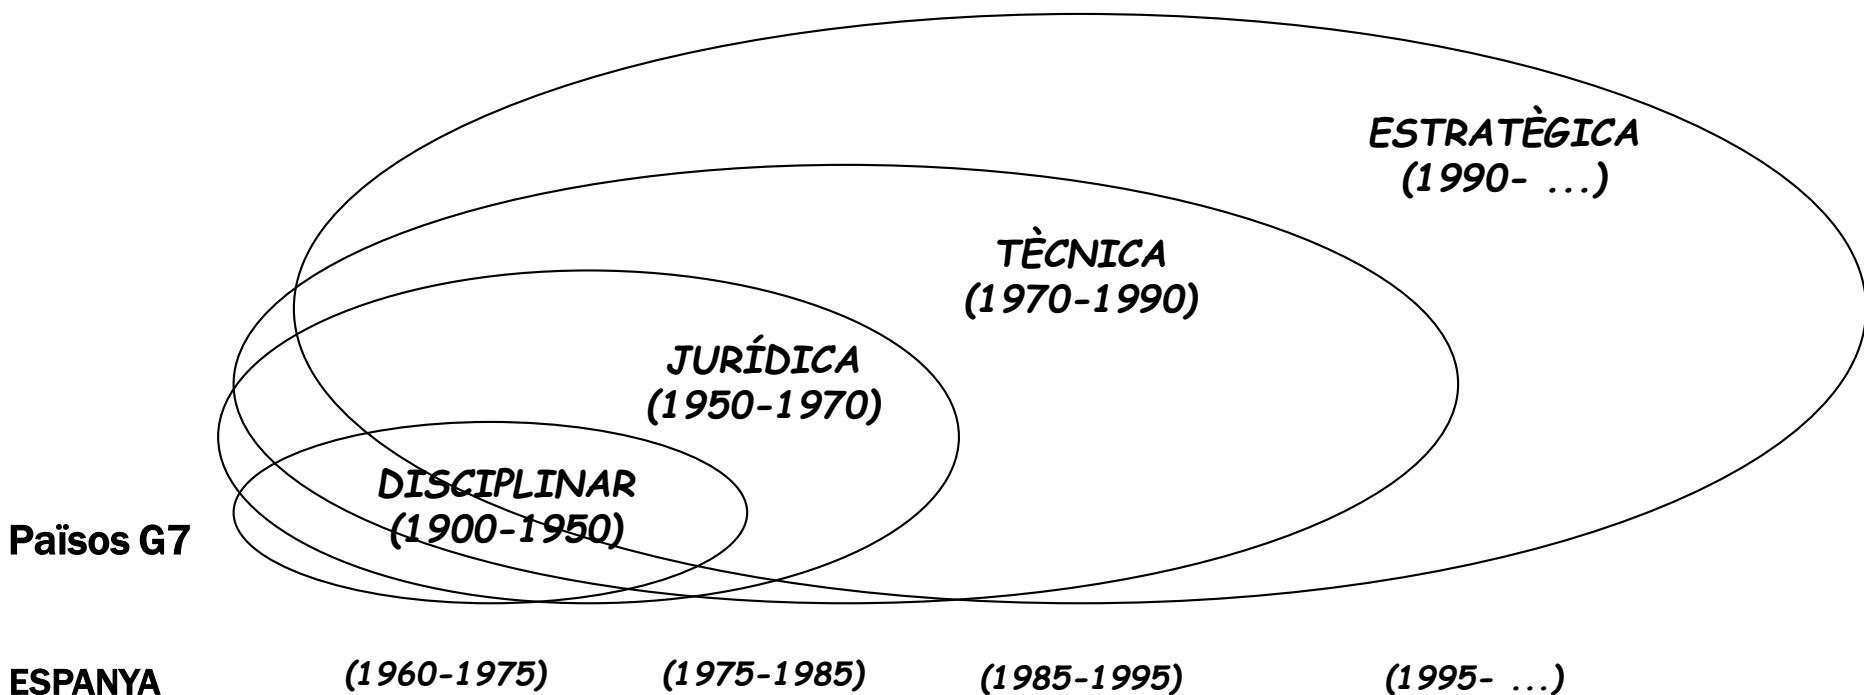 ESTRATÈGICA
(1990- ...)
TÈCNICA
(1970-1990)
JURÍDICA
(1950-1970)
DISCIPLINAR
(1900-1950)
Països G7
ESPANYA (1960-1975) (1975-1985) (1985-1995) (1995- ...)